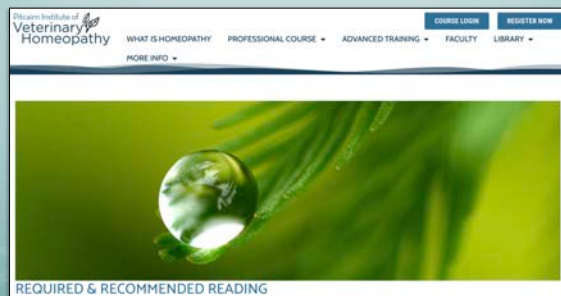 Pitcairn Institute of
Veterinary
Homeopathy
COURSE LOGIN
REGISTER NOW
WHAT IS HOMEOPATHY
PROFESSIONAL COURSE
ADVANCED TRAINING
FACULTY
LIBRARY
MORE INFO
REQUIRED & RECOMMENDED READING